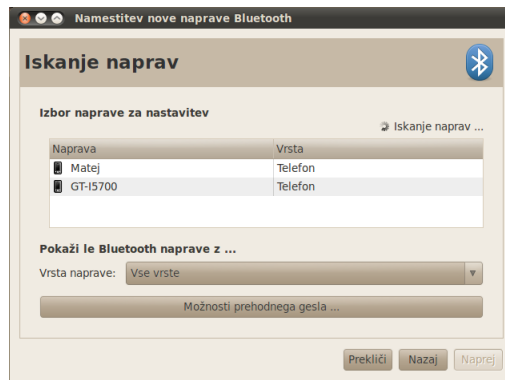 Namestitev nove naprave Bluetooth
Iskanje naprav
Izbor naprave za nastavitev
Iskanje naprav ...
Naprava Vrsta
Matej Telefon
GT-I5700 Telefon
Pokaži le Bluetooth naprave z ...
Vrsta naprave: Vse vrste
Možnosti prehodnega gesla ...
Prekliči Nazaj Naprej